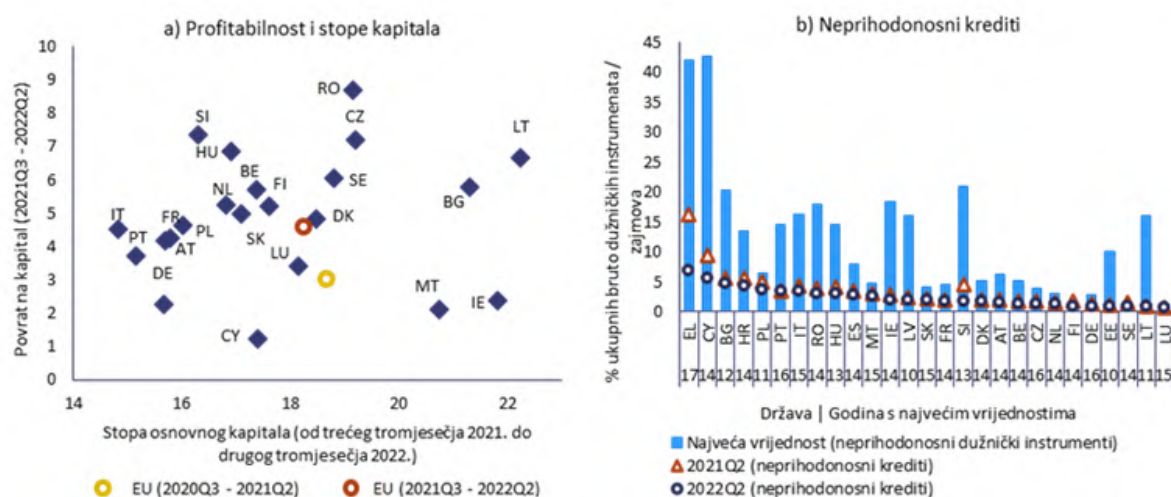 a) Profitabilnost i stope kapitala
Povrat na kapital (2021Q3 - 2022Q2)
10
9
8
7
6
5
4
3
2
1
0
RO
CZ
SI
LT
HU
BE
FI
SE
BG
NL
DK
IT
FR
PL
SK
PT
AT
LU
DE
MT
IE
CY
14 16 18 20 22
Stopa osnovnog kapitala (od trećeg tromjesečja 2021. do
drugog tromjesečja 2022.)
EU (2020Q3 - 2021Q2) EU (2021Q3 - 2022Q2)
b) Neprihodonosni krediti
% ukupnih bruto dužničkih instrumenata /
zajmova
45
40
35
30
25
20
15
10
5
0
EL CY BG HR PL PT IT RO HU ES MT IE LV SK FR SI DK AT BE CZ NL FI DE EE SE LT LU
17 14 12 14 11 16 15 14 13 14 15 14 10 15 14 13 14 14 14 16 14 14 16 10 14 11 15
Država | Godina s najvećim vrijednostima
Najveća vrijednost (neprihodonosni dužnički instrumenti)
2021Q2 (neprihodonosni krediti)
2022Q2 (neprihodonosni krediti)